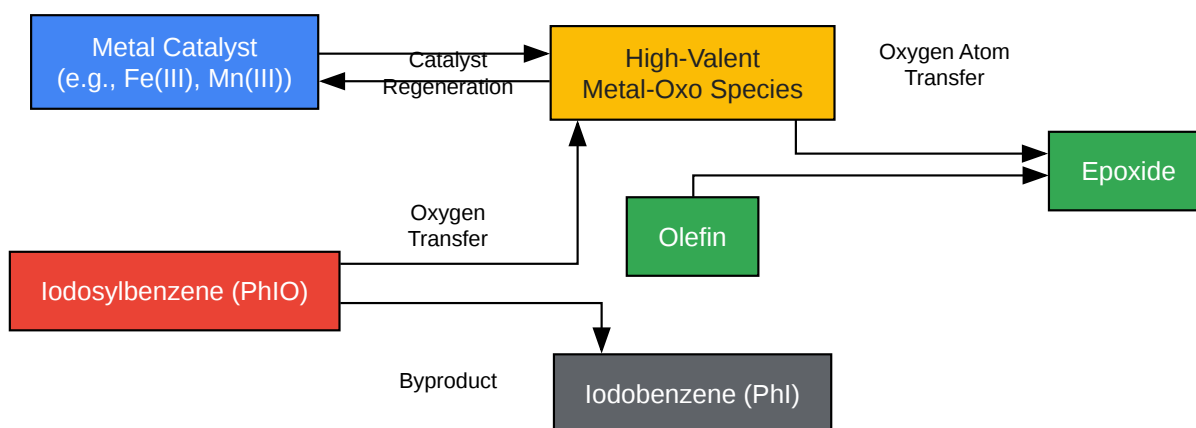 Metal Catalyst
(e.g., Fe(III), Mn(III))
Catalyst
Regeneration
High-Valent
Metal-Oxo Species
Oxygen Atom
Transfer
Epoxide
Oxygen
Transfer
Olefin
Iodosylbenzene (PhIO)
Byproduct
Iodobenzene (PhI)